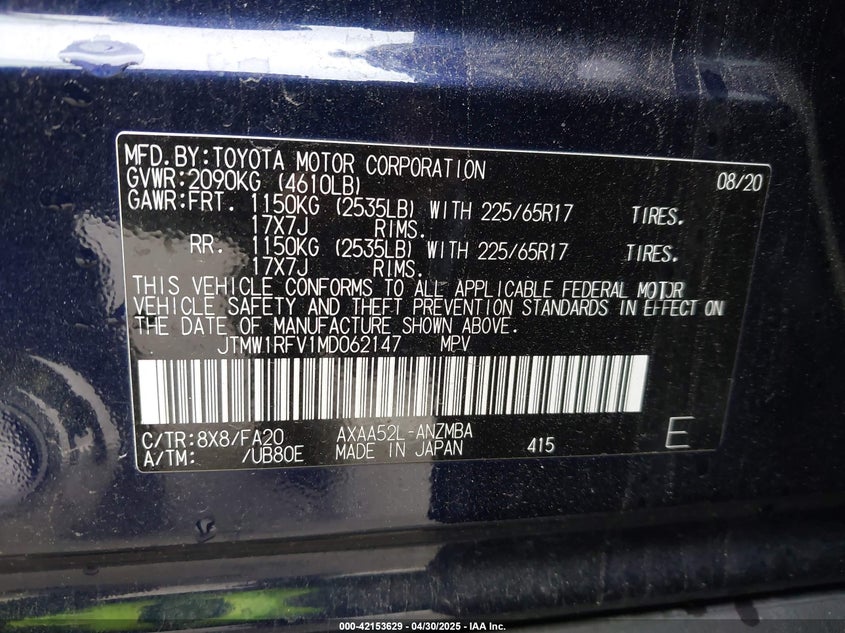 MFD.BY:TOYOTA MOTOR CORPORATION 08/20
GVWR:2090KG (4610LB)
GAWR:FRT. 1150KG (2535LB) WITH 225/65R17 TIRES.
17X7J RIMS.
RR. 1150KG (2535LB) WITH 225/65R17 TIRES.
17X7J RIMS.
THIS VEHICLE CONFORMS TO ALL APPLICABLE FEDERAL MOTOR
VEHICLE SAFETY AND THEFT PREVENTION STANDARDS IN EFFECT ON
THE DATE OF MANUFACTURE SHOWN ABOVE.
JTMW1RFV1MD062147 MPV
C/TR:8X8/FA20 AXAA52L-ANZMBA 415 E
A/TM: /UB80E MADE IN JAPAN
000-42153629 - 04/30/2025 - IAA Inc.